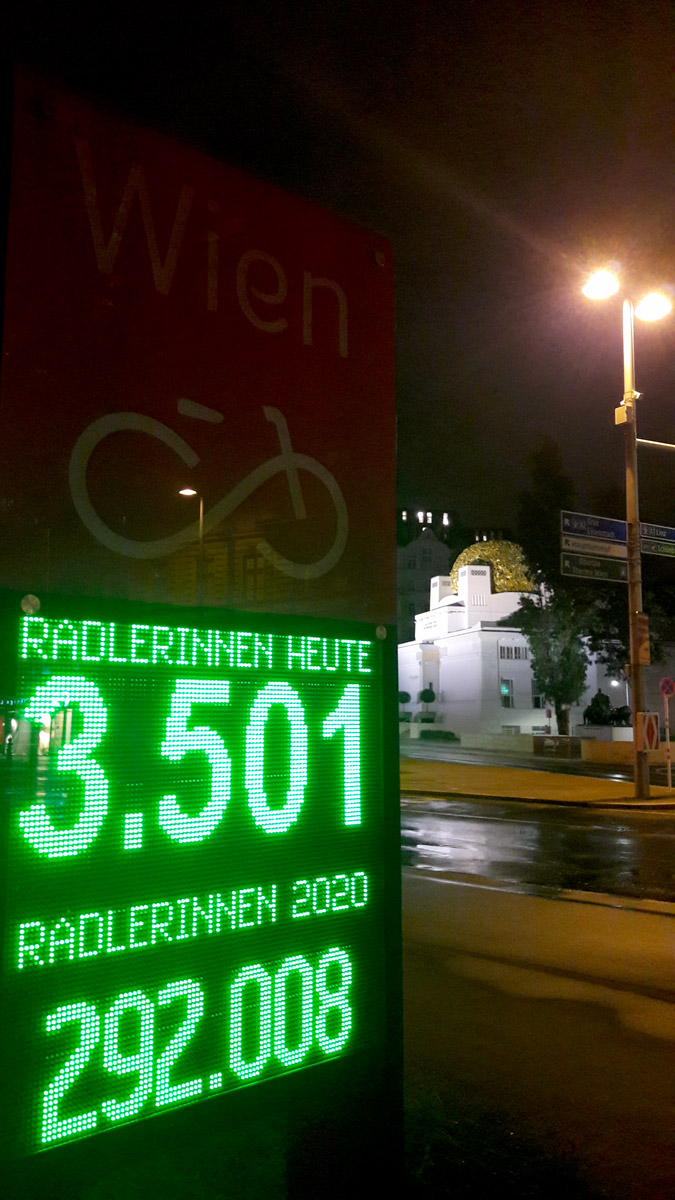 Wien
RADLERINNEN HEUTE
3.501
RADLERINNEN 2020
292.008